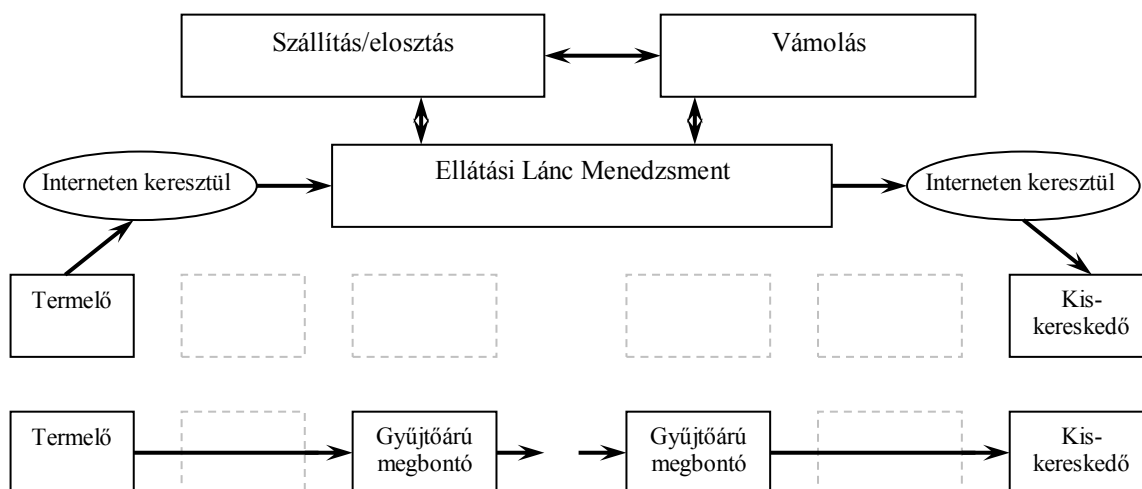 Szállítás/elosztás
Vámolás
Ellátási Lánc Menedzsment
Interneten keresztül
Interneten keresztül
Termelő
Kis-
kereskedő
Termelő
Gyűjtőárú
megbontó
Gyűjtőárú
megbontó
Kis-
kereskedő